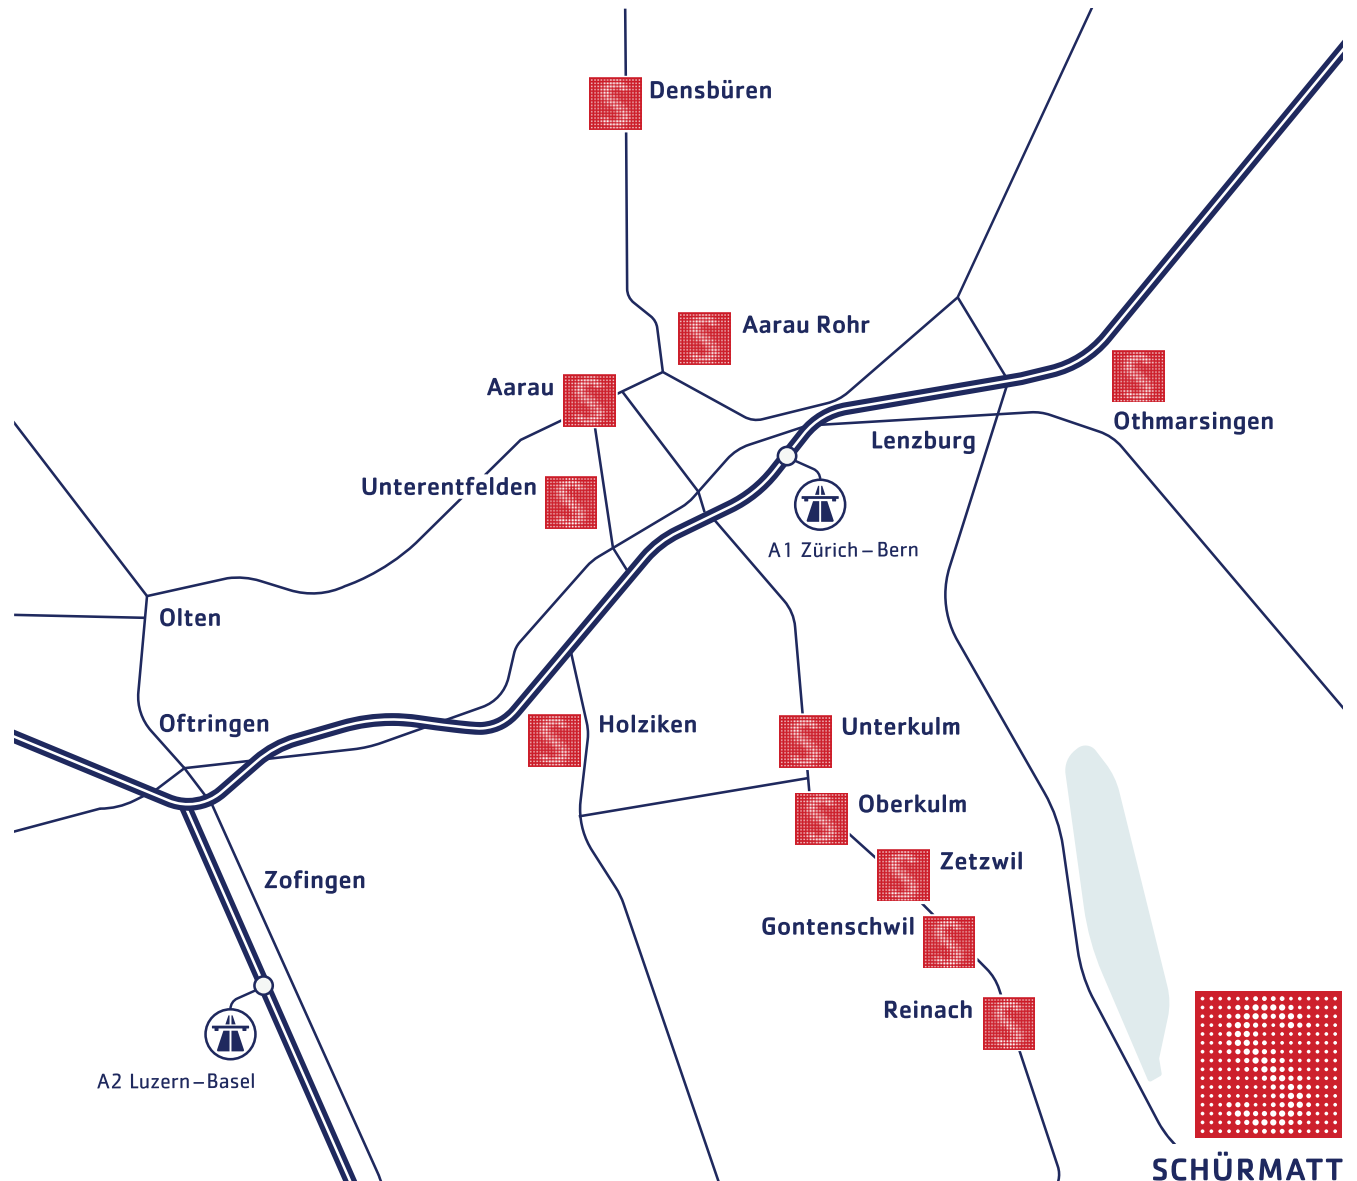 Densbüren
Aarau Rohr
Aarau
Othmarsingen
Lenzburg
Unterentfelden
A1 Zürich – Bern
Olten
Oftringen
Holziken
Unterkulm
Oberkulm
Zetzwil
Zofingen
Gontenschwil
Reinach
A2 Luzern – Basel
SCHÜRMATT